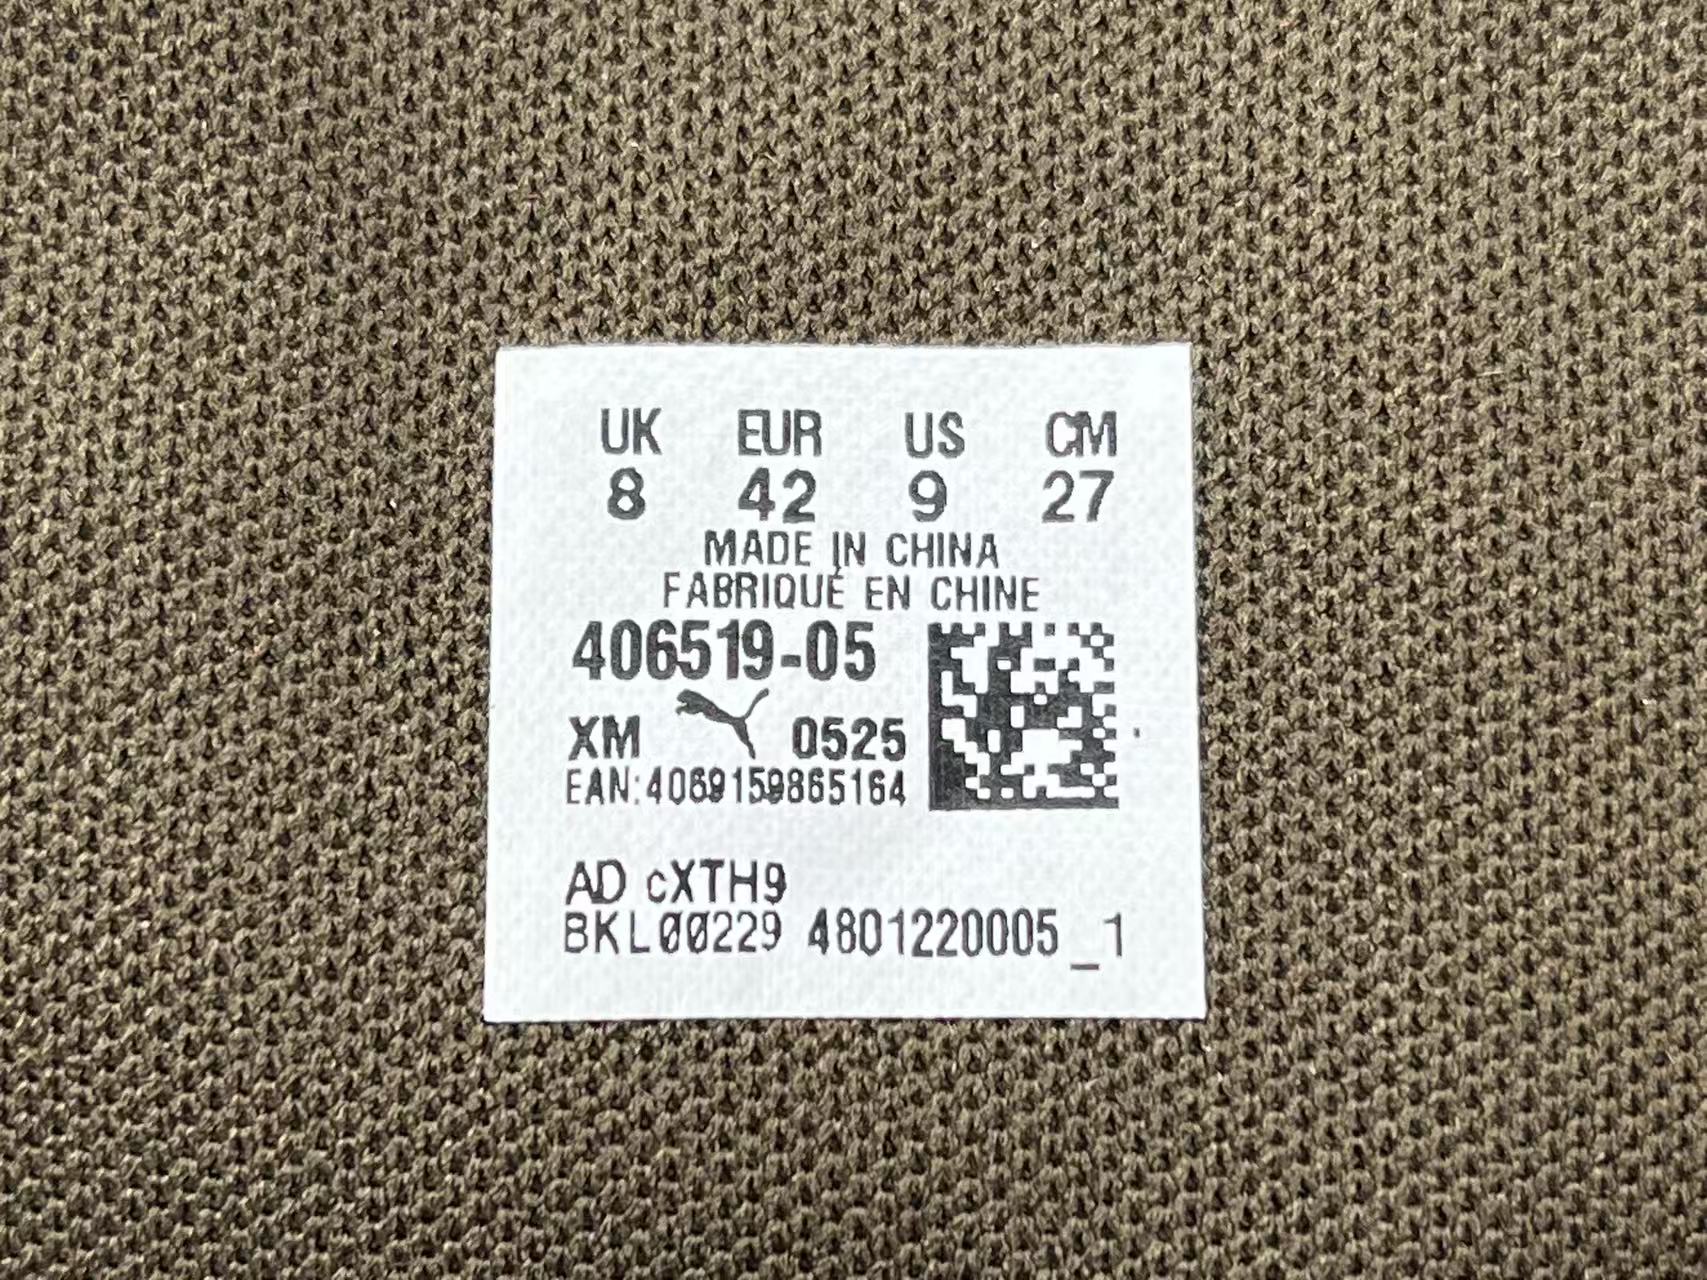 UK EUR US CM
8 42 9 27
MADE IN CHINA
FABRIQUÉ EN CHINE
406519-05
XM 0525
EAN:4069159865164
AD cXTH9
BKL00229 4801220005_1